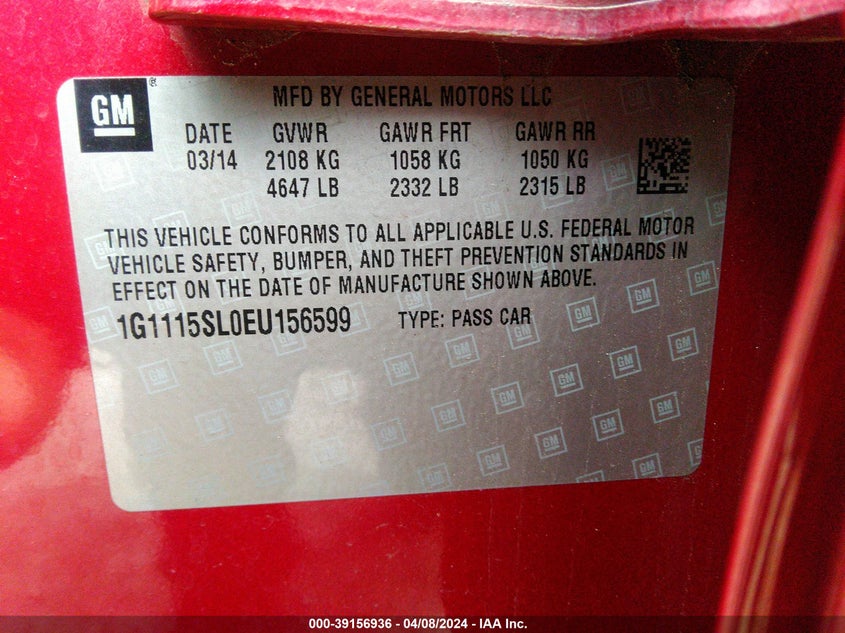 GM ® MFD BY GENERAL MOTORS LLC
DATE GVWR GAWR FRT GAWR RR
03/14 2108 KG 1058 KG 1050 KG
4647 LB 2332 LB 2315 LB
THIS VEHICLE CONFORMS TO ALL APPLICABLE U.S. FEDERAL MOTOR
VEHICLE SAFETY, BUMPER, AND THEFT PREVENTION STANDARDS IN
EFFECT ON THE DATE OF MANUFACTURE SHOWN ABOVE.
1G1115SL0EU156599 TYPE: PASS CAR
000-39156936 - 04/08/2024 - IAA Inc.